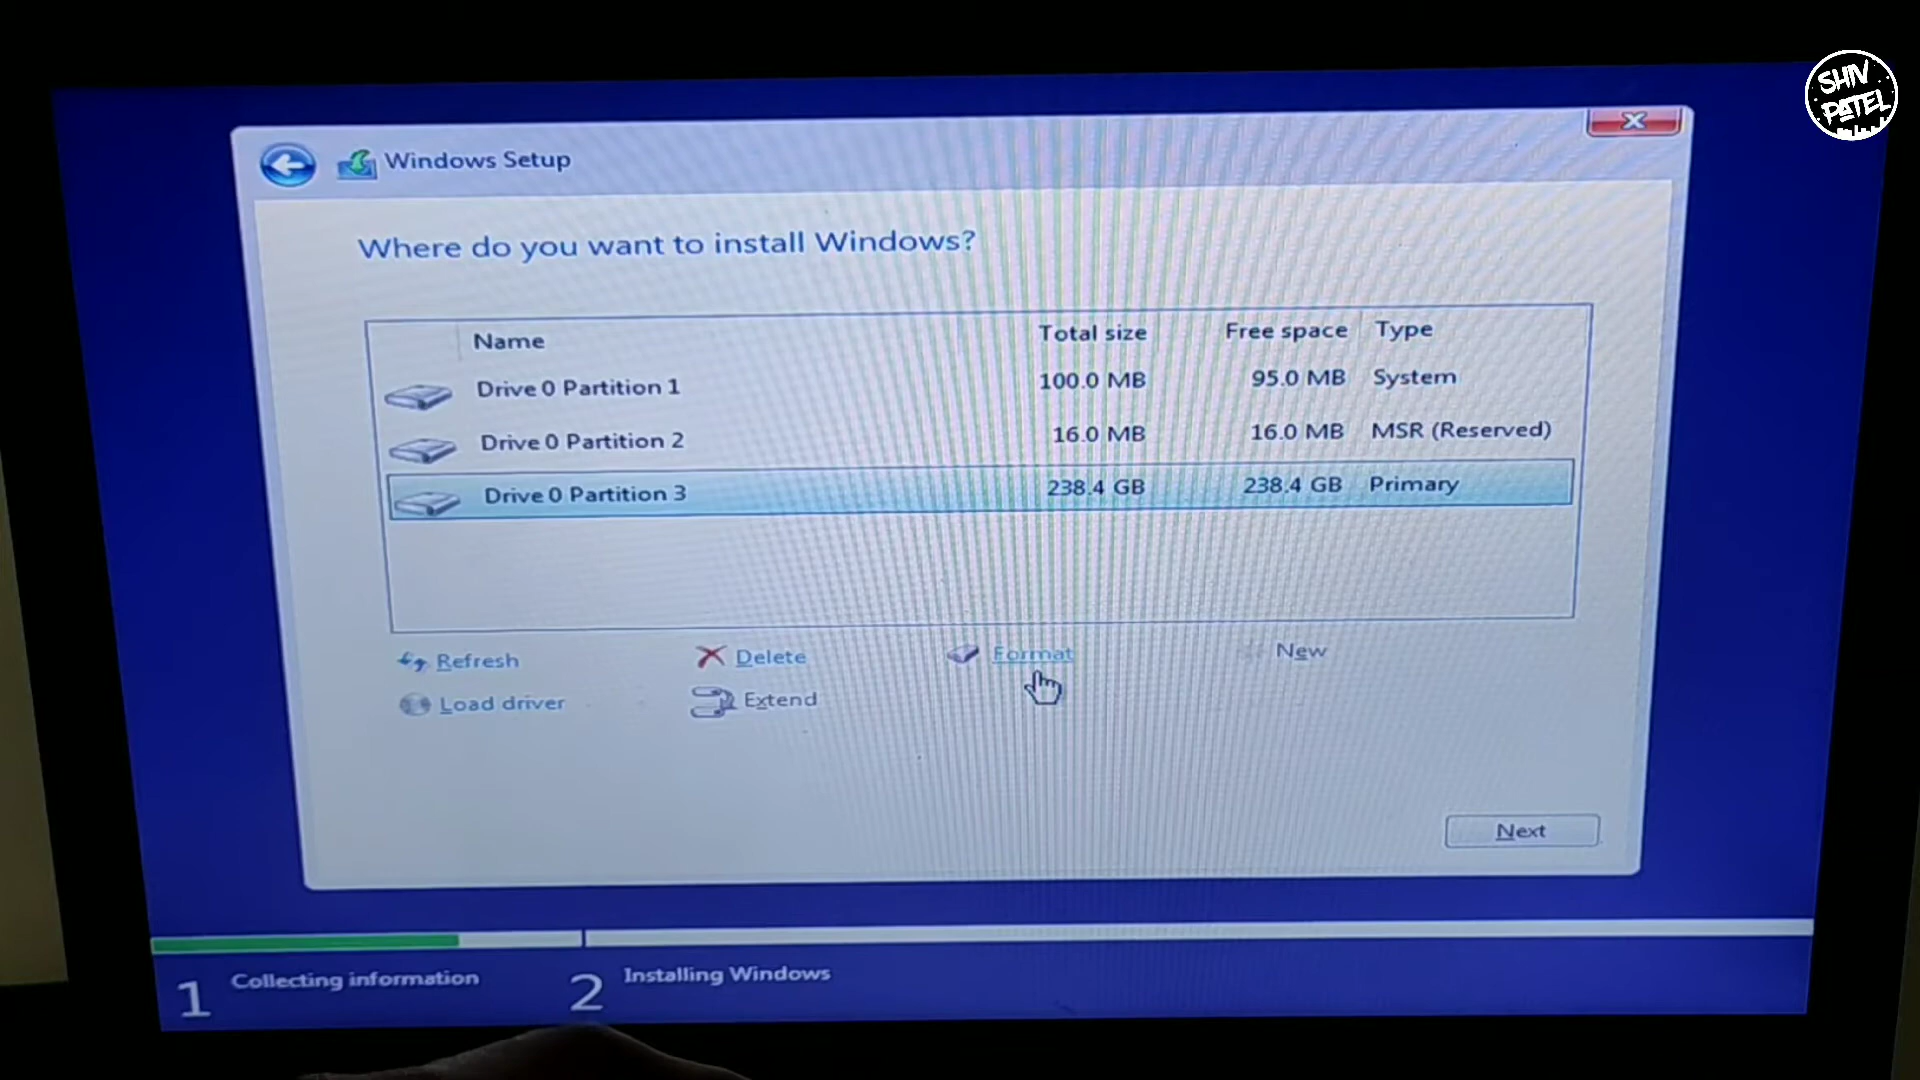 SHIV
PATEL
Windows Setup
Where do you want to install Windows?
Name Total size Free space Type
Drive 0 Partition 1 100.0 MB 95.0 MB System
Drive 0 Partition 2 16.0 MB 16.0 MB MSR (Reserved)
Drive 0 Partition 3 238.4 GB 238.4 GB Primary
Refresh Delete Format New
Load driver Extend
Next
1 Collecting information 2 Installing Windows